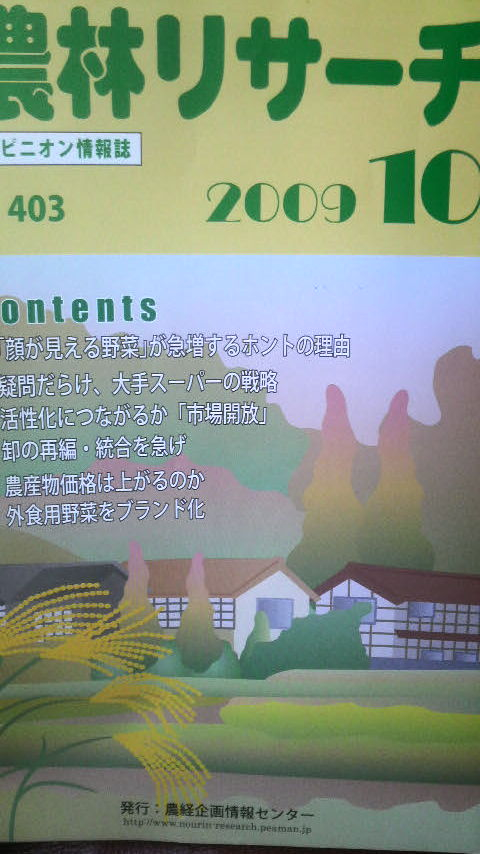 農林リサーチ
ピニオン情報誌
403
2009 10
ontents
「顔が見える野菜」が急増するホントの理由
疑問だらけ、大手スーパーの戦略
活性化につながるか「市場開放」
卸の再編・統合を急げ
農産物価格は上がるのか
外食用野菜をブランド化
発行：農経企画情報センター
http://www.nourin-research.peaman.jp